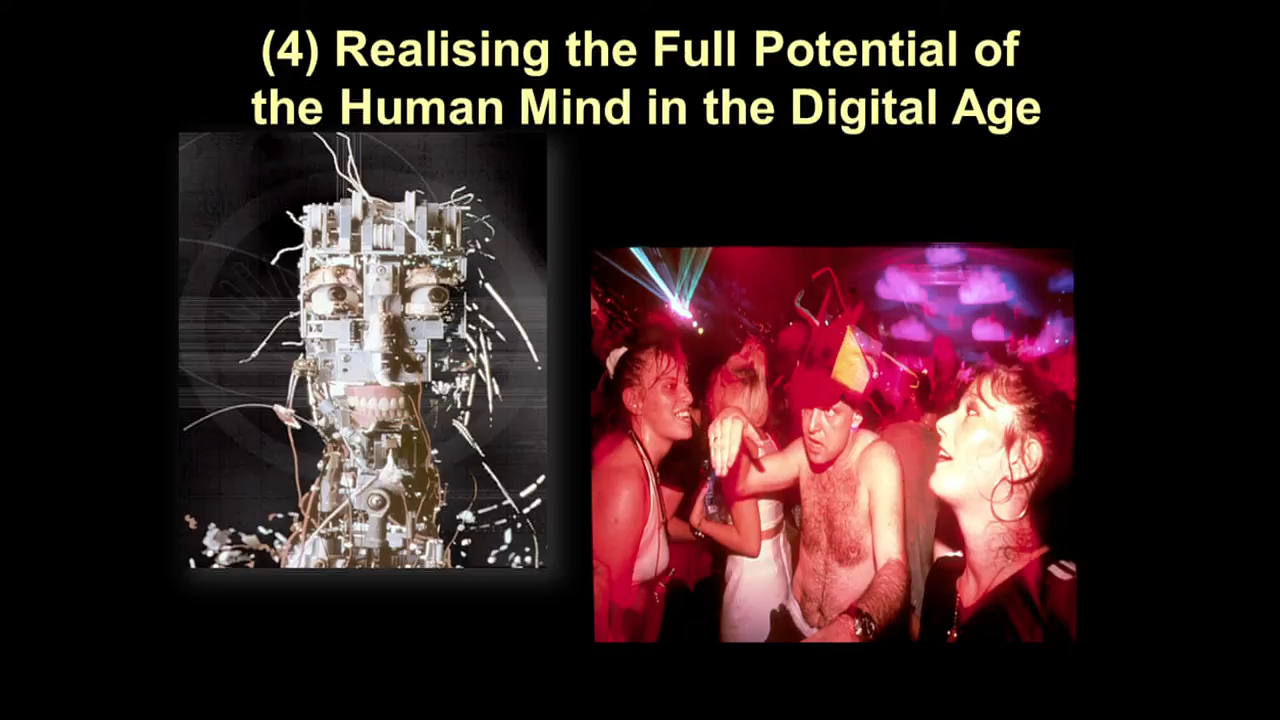 (4) Realising the Full Potential of
the Human Mind in the Digital Age